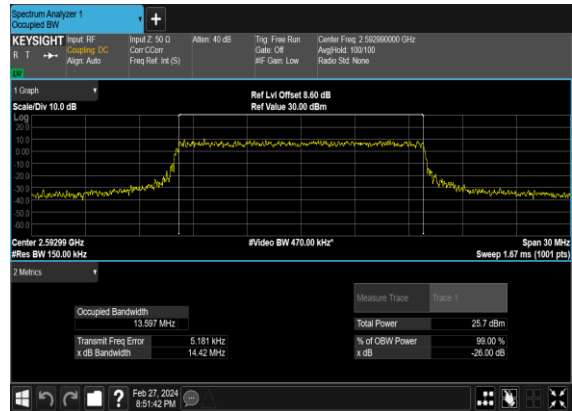 Spectrum Analyzer 1
Occupied BW
+
KEYSIGHT
R T
LW
Input: RF
Coupling: DC
Align: Auto
Input Z: 50 Ω
Corr CCorr
Freq Ref: Int (S)
Atten: 40 dB
Trig: Free Run
Gate: Off
#IF Gain: Low
Center Freq: 2.592990000 GHz
Avg|Hold: 100/100
Radio Std: None
1 Graph
Scale/Div 10.0 dB
Ref Lvl Offset 8.60 dB
Ref Value 30.00 dBm
Log
20.0
10.0
0.00
-10.0
-20.0
-30.0
-40.0
-50.0
-60.0
Center 2.59299 GHz
#Res BW 150.00 kHz
#Video BW 470.00 kHz*
Span 30 MHz
Sweep 1.67 ms (1001 pts)
2 Metrics
Measure Trace
Trace 1
Occupied Bandwidth
13.597 MHz
Total Power
25.7 dBm
Transmit Freq Error
5.181 kHz
% of OBW Power
99.00 %
x dB Bandwidth
14.42 MHz
x dB
-26.00 dB
?
Feb 27, 2024
8:51:42 PM